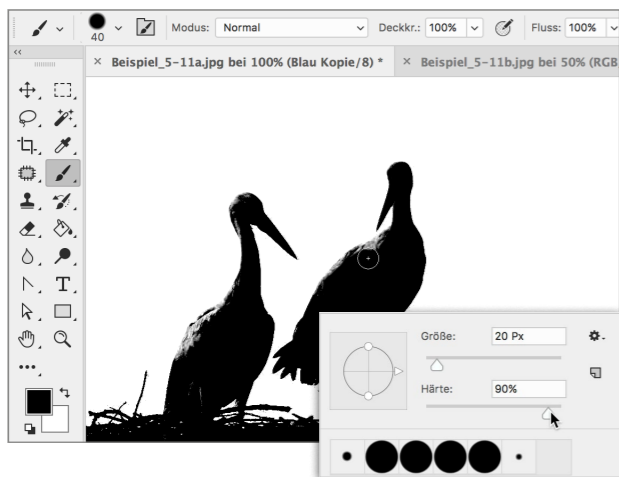 40
Modus: Normal Deckkr.: 100% Fluss: 100%
× Beispiel_5-11a.jpg bei 100% (Blau Kopie/8) * × Beispiel_5-11b.jpg bei 50% (RGB
Größe: 20 Px
Härte: 90%